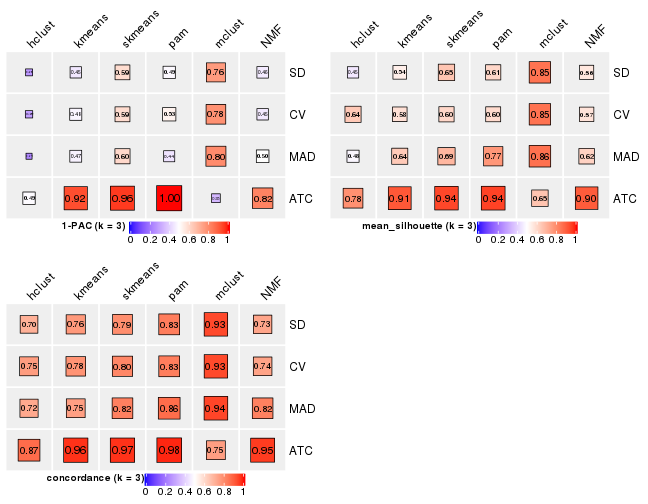 hclust kmeans skmeans pam mclust NMF
0.59 0.49 0.76 SD
0.59 0.53 0.78 CV
0.47 0.60 0.44 0.80 0.50 MAD
0.49 0.92 0.96 1.00 0.82 ATC
1-PAC (k = 3)
0 0.2 0.4 0.6 0.8 1
hclust kmeans skmeans pam mclust NMF
0.54 0.65 0.61 0.85 0.56 SD
0.64 0.58 0.60 0.60 0.85 0.57 CV
0.48 0.64 0.69 0.77 0.86 0.62 MAD
0.78 0.91 0.94 0.94 0.65 0.90 ATC
mean_silhouette (k = 3)
0 0.2 0.4 0.6 0.8 1
hclust kmeans skmeans pam mclust NMF
0.70 0.76 0.79 0.83 0.93 0.73 SD
0.75 0.78 0.80 0.83 0.93 0.74 CV
0.72 0.75 0.82 0.86 0.94 0.82 MAD
0.87 0.96 0.97 0.98 0.75 0.95 ATC
concordance (k = 3)
0 0.2 0.4 0.6 0.8 1